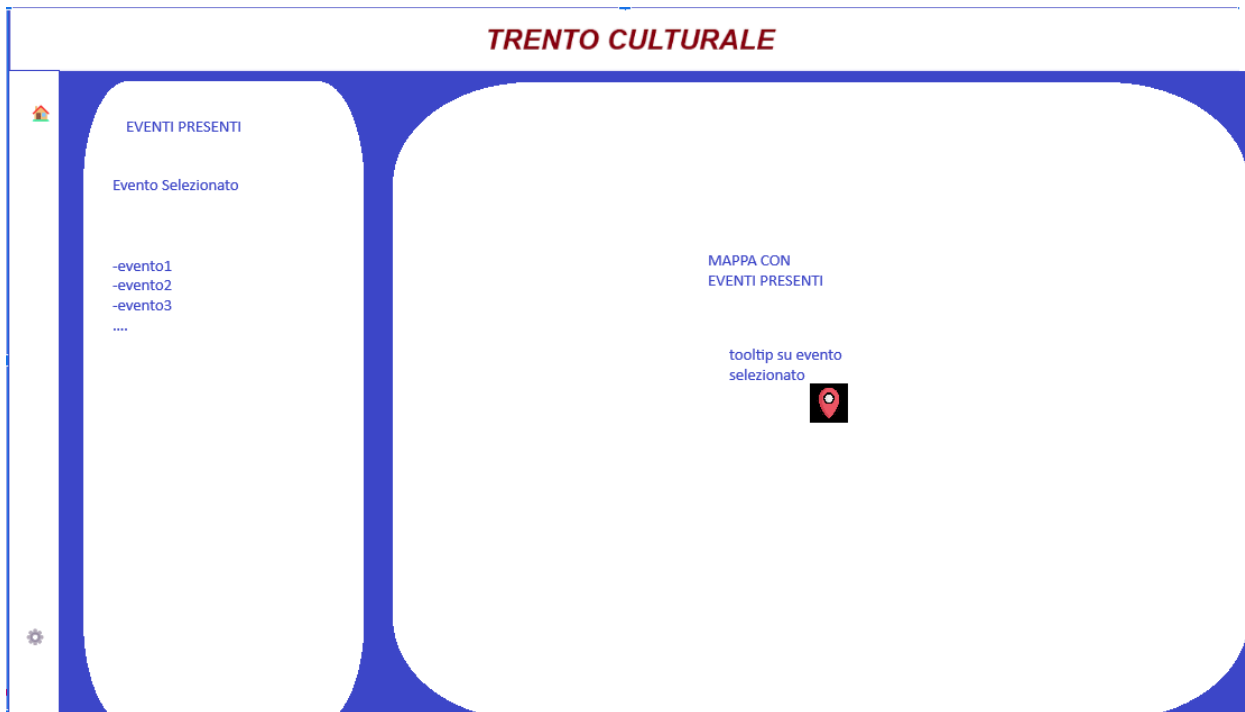 TRENTO CULTURALE
EVENTI PRESENTI
Evento Selezionato
-evento1
-evento2
-evento3
....
MAPPA CON
EVENTI PRESENTI
tooltip su evento
selezionato